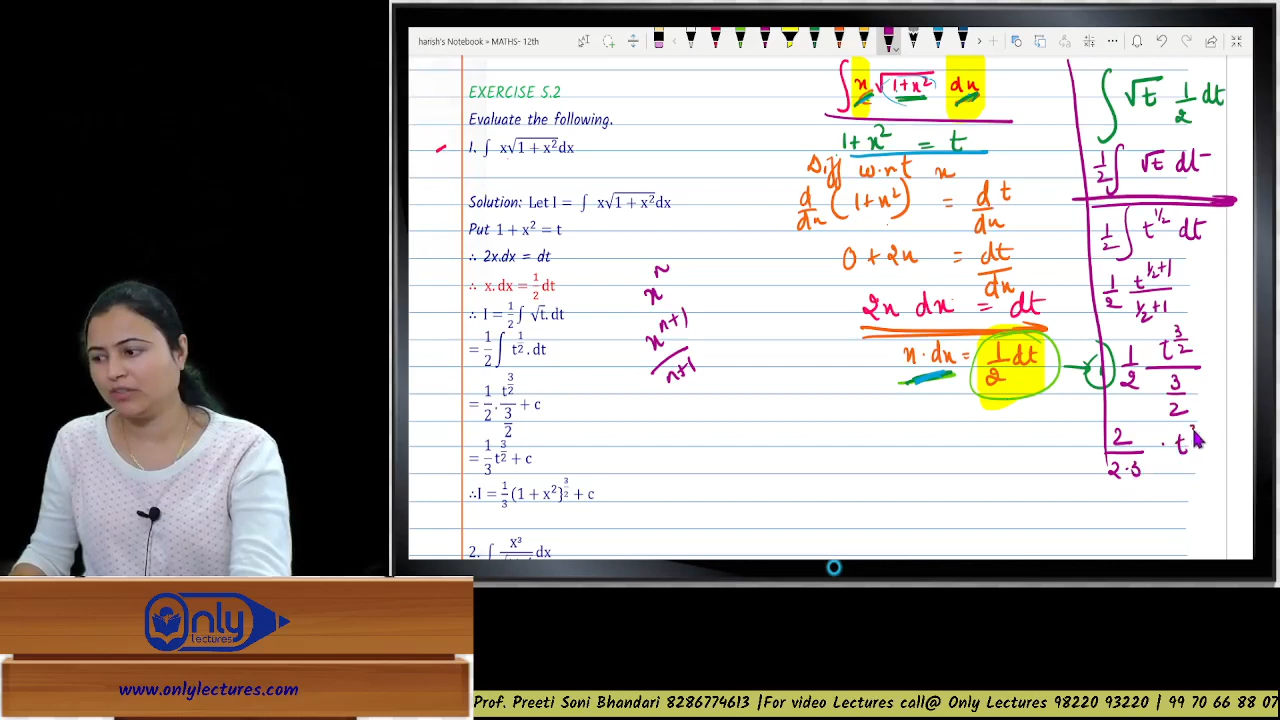 harish's Notebook » MATHS- 12th
EXERCISE 5.2
Evaluate the following.
1. ∫ x√(1 + x²)dx
Solution: Let I = ∫ x√(1 + x²)dx
Put 1 + x² = t
∴ 2x.dx = dt
∴ x. dx = 1/2 dt
∴ I = 1/2 ∫ √t. dt
= 1/2 ∫ t^(1/2) . dt
= 1/2 . t^(3/2) / (3/2) + c
= 1/3 t^(3/2) + c
∴I = 1/3 (1 + x²)^(3/2) + c
2. ∫ X³ dx
x^n
x^(n+1)
n+1
∫ x √(1+x²) dx
1+x² = t
Diff w.r.t x
d/dx (1+x²) = d/dx t
0 + 2x = dt/dx
2x dx = dt
x. dx = 1/2 dt
∫ √t 1/2 dt
1/2 ∫ √t dt
1/2 ∫ t^(1/2) dt
1/2 t^(1/2+1) / (1/2+1)
1/2 t^(3/2) / (3/2)
2/(2·3) · t
Only
lectures
www.onlylectures.com
Prof. Preeti Soni Bhandari 8286774613 |For video Lectures call@ Only Lectures 98220 93220 | 99 70 66 88 07